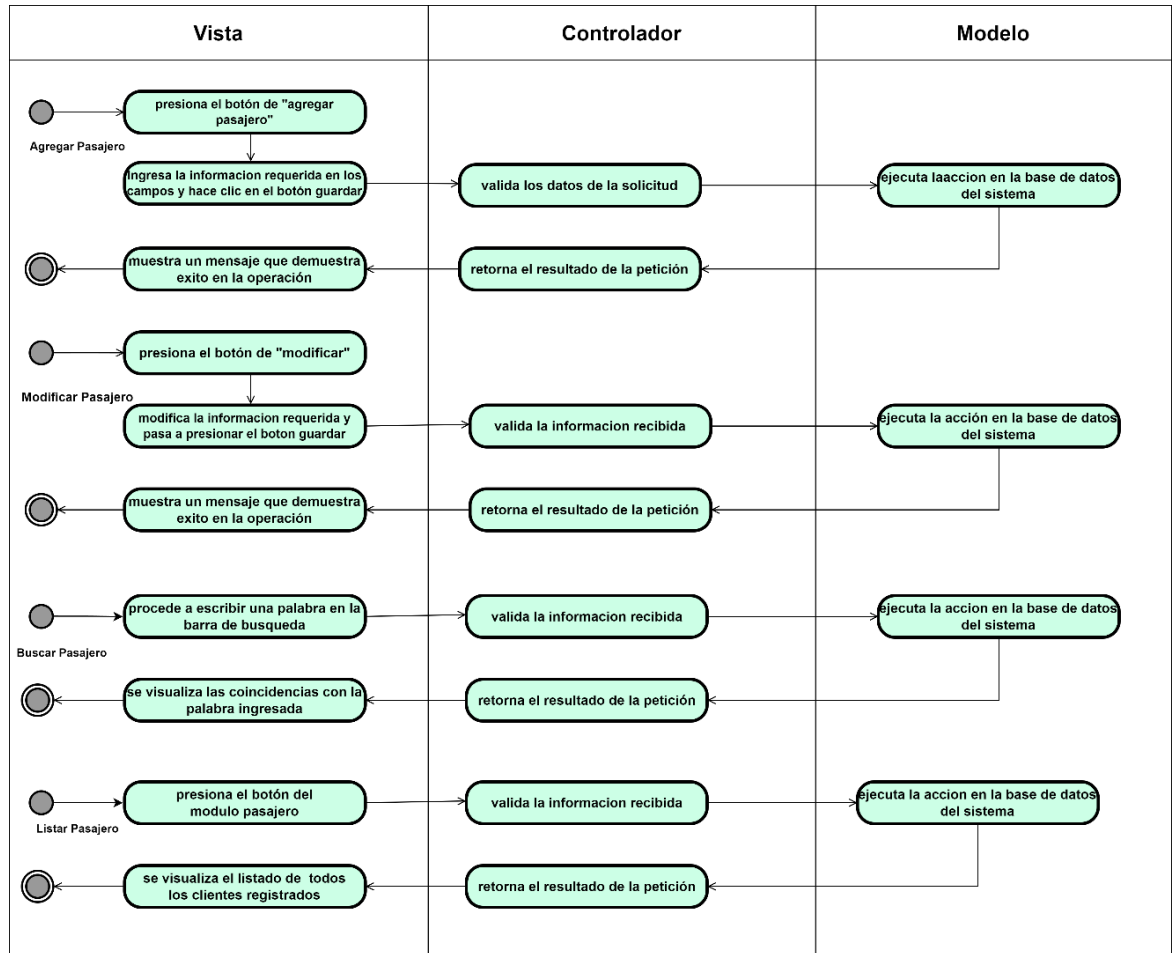 Vista
Controlador
Modelo
presiona el botón de "agregar
pasajero"
Agregar Pasajero
Ingresa la informacion requerida en los
campos y hace clic en el botón guardar
valida los datos de la solicitud
ejecuta laaccion en la base de datos
del sistema
muestra un mensaje que demuestra
exito en la operación
retorna el resultado de la petición
presiona el botón de "modificar"
Modificar Pasajero
modifica la informacion requerida y
pasa a presionar el boton guardar
valida la informacion recibida
ejecuta la acción en la base de datos
del sistema
muestra un mensaje que demuestra
exito en la operación
retorna el resultado de la petición
procede a escribir una palabra en la
barra de busqueda
valida la informacion recibida
ejecuta la accion en la base de datos
del sistema
Buscar Pasajero
se visualiza las coincidencias con la
palabra ingresada
retorna el resultado de la petición
presiona el botón del
modulo pasajero
valida la informacion recibida
ejecuta la accion en la base de datos
del sistema
Listar Pasajero
se visualiza el listado de todos
los clientes registrados
retorna el resultado de la petición